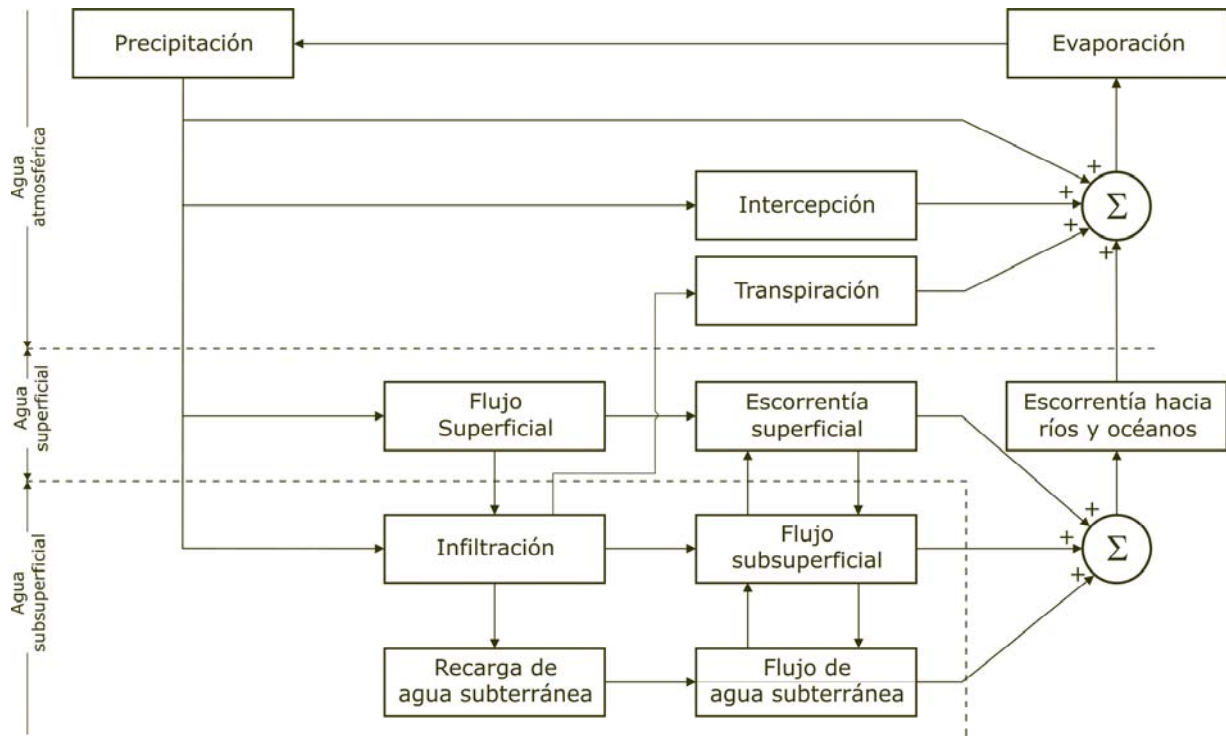 Precipitación
Evaporación
Agua
atmosférica
+
Intercepción
+
Σ
+
Transpiración
+
Agua
superficial
Flujo
Superficial
Escorrentía
superficial
Escorrentía hacia
ríos y océanos
Agua
subsuperficial
Infiltración
Flujo
subsuperficial
+
+
Σ
+
Recarga de
agua subterránea
Flujo de
agua subterránea